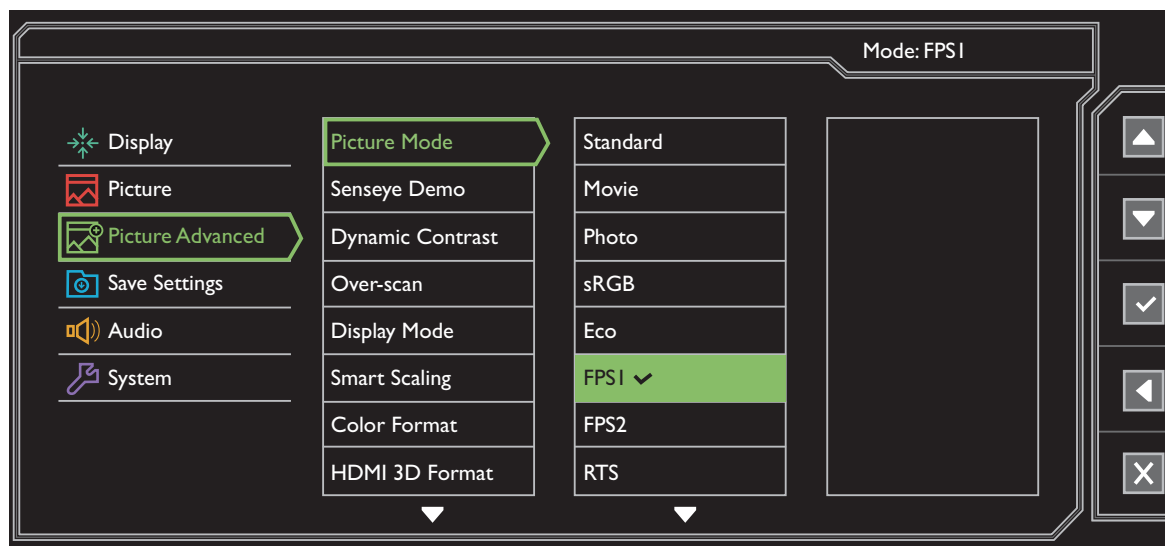 Mode: FPS1
Display
Picture
Picture Advanced
Save Settings
Audio
System
Picture Mode
Senseye Demo
Dynamic Contrast
Over-scan
Display Mode
Smart Scaling
Color Format
HDMI 3D Format
Standard
Movie
Photo
sRGB
Eco
FPS1
FPS2
RTS